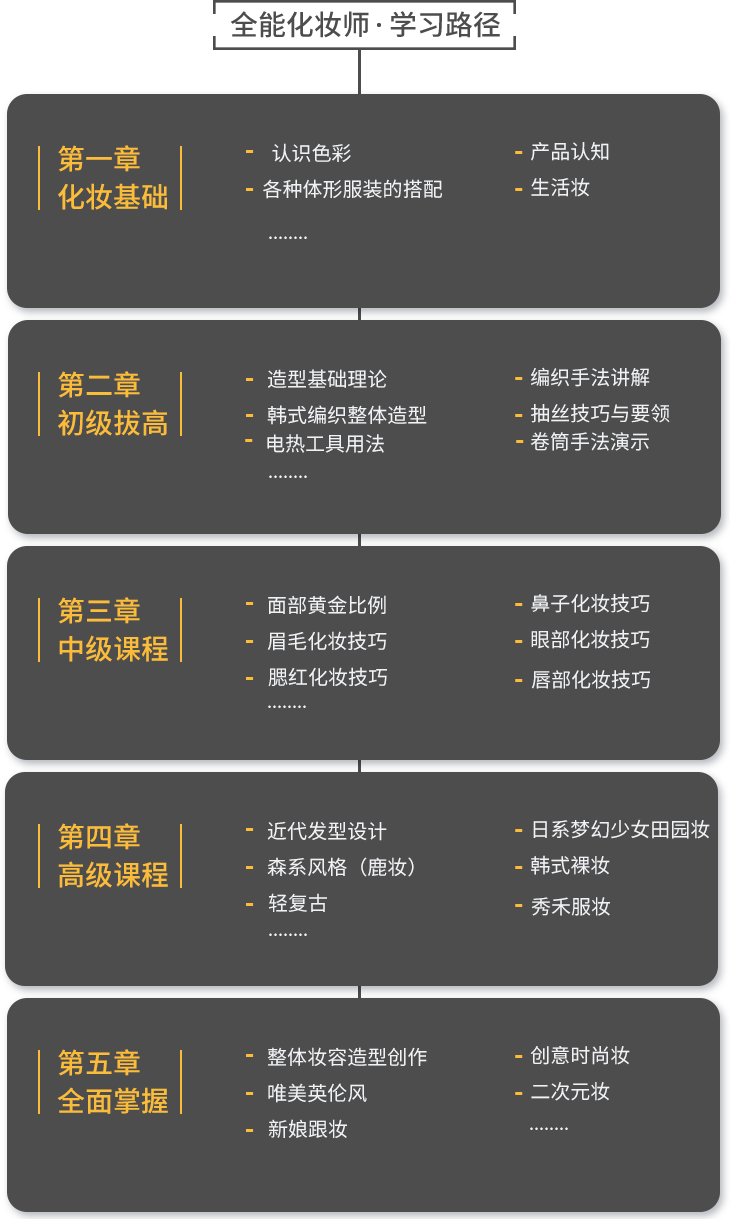 全能化妆师·学习路径
第一章
化妆基础
- 认识色彩
- 各种体形服装的搭配
........
- 产品认知
- 生活妆
第二章
初级拔高
- 造型基础理论
- 韩式编织整体造型
- 电热工具用法
........
- 编织手法讲解
- 抽丝技巧与要领
- 卷筒手法演示
第三章
中级课程
- 面部黄金比例
- 眉毛化妆技巧
- 腮红化妆技巧
........
- 鼻子化妆技巧
- 眼部化妆技巧
- 唇部化妆技巧
第四章
高级课程
- 近代发型设计
- 森系风格（鹿妆）
- 轻复古
........
- 日系梦幻少女田园妆
- 韩式裸妆
- 秀禾服妆
第五章
全面掌握
- 整体妆容造型创作
- 唯美英伦风
- 新娘跟妆
- 创意时尚妆
- 二次元妆
........